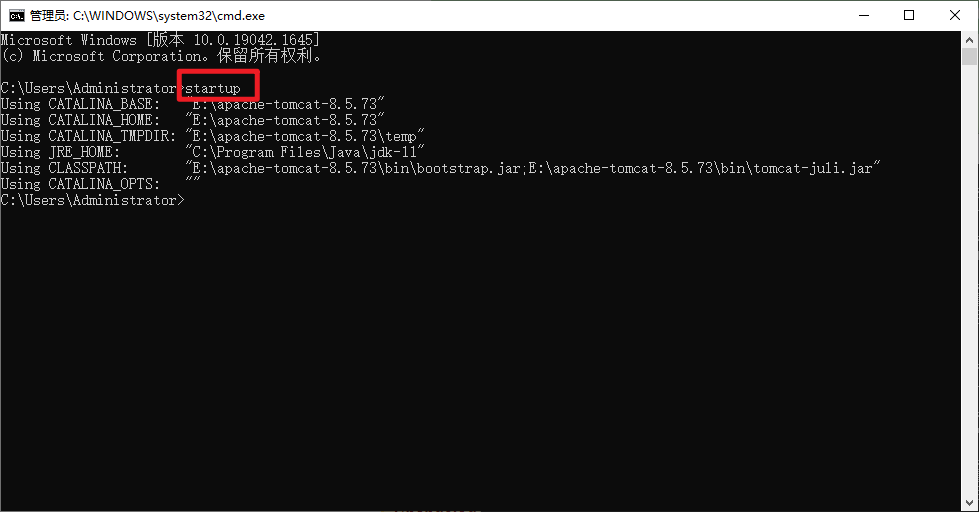 管理员: C:\WINDOWS\system32\cmd.exe
Microsoft Windows [版本 10.0.19042.1645]
(c) Microsoft Corporation。保留所有权利。
C:\Users\Administrator>startup
Using CATALINA_BASE:   "E:\apache-tomcat-8.5.73"
Using CATALINA_HOME:   "E:\apache-tomcat-8.5.73"
Using CATALINA_TMPDIR: "E:\apache-tomcat-8.5.73\temp"
Using JRE_HOME:        "C:\Program Files\Java\jdk-11"
Using CLASSPATH:       "E:\apache-tomcat-8.5.73\bin\bootstrap.jar;E:\apache-tomcat-8.5.73\bin\tomcat-juli.jar"
Using CATALINA_OPTS:   ""
C:\Users\Administrator>